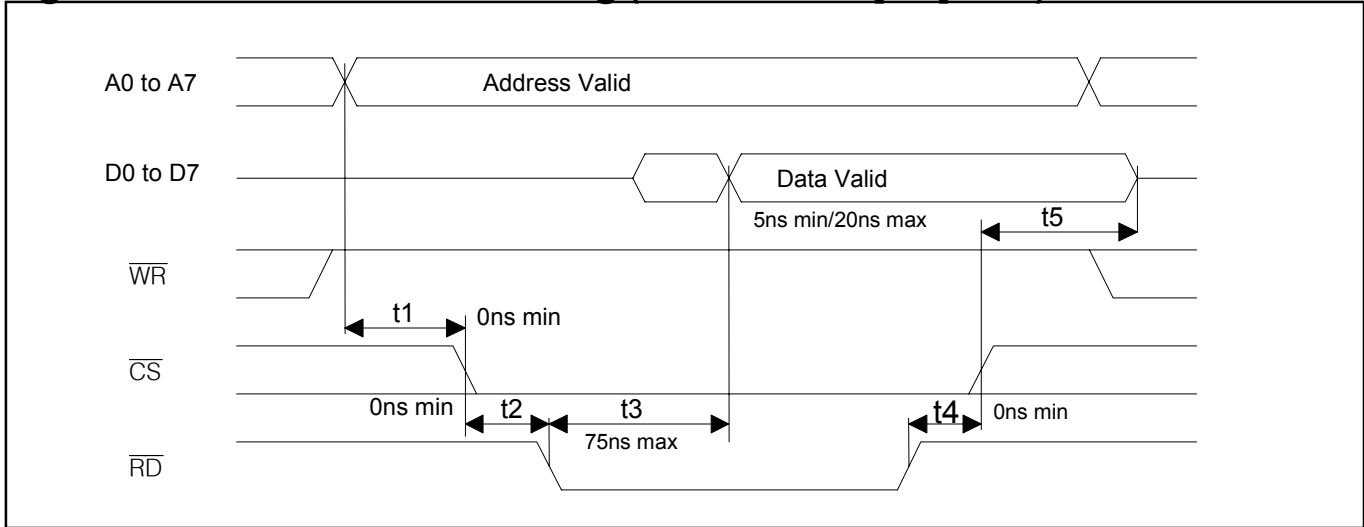 A0 to A7
Address Valid
D0 to D7
Data Valid
5ns min/20ns max
t5
WR
t1
0ns min
CS
0ns min
t2
t3
t4
0ns min
75ns max
RD